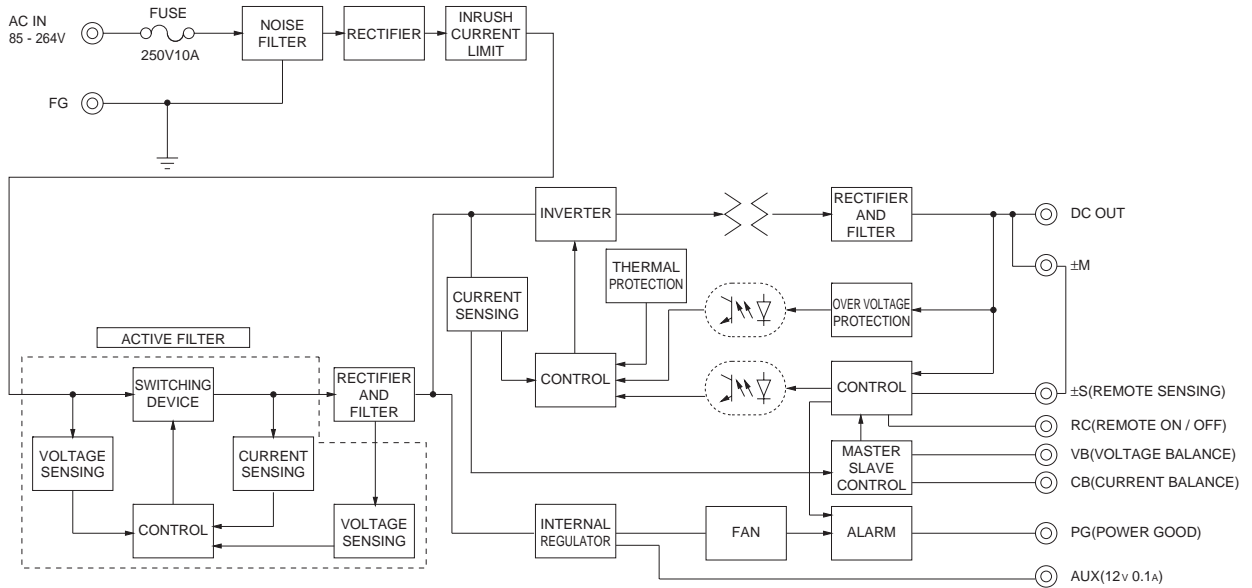 AC IN
85 - 264V
FUSE
250V10A
NOISE
FILTER
RECTIFIER
INRUSH
CURRENT
LIMIT
FG
INVERTER
RECTIFIER
AND
FILTER
DC OUT
±M
THERMAL
PROTECTION
CURRENT
SENSING
OVER VOLTAGE
PROTECTION
ACTIVE FILTER
SWITCHING
DEVICE
RECTIFIER
AND
FILTER
CONTROL
CONTROL
±S(REMOTE SENSING)
RC(REMOTE ON / OFF)
VOLTAGE
SENSING
CURRENT
SENSING
MASTER
SLAVE
CONTROL
VB(VOLTAGE BALANCE)
CB(CURRENT BALANCE)
CONTROL
VOLTAGE
SENSING
INTERNAL
REGULATOR
FAN
ALARM
PG(POWER GOOD)
AUX(12V 0.1A)